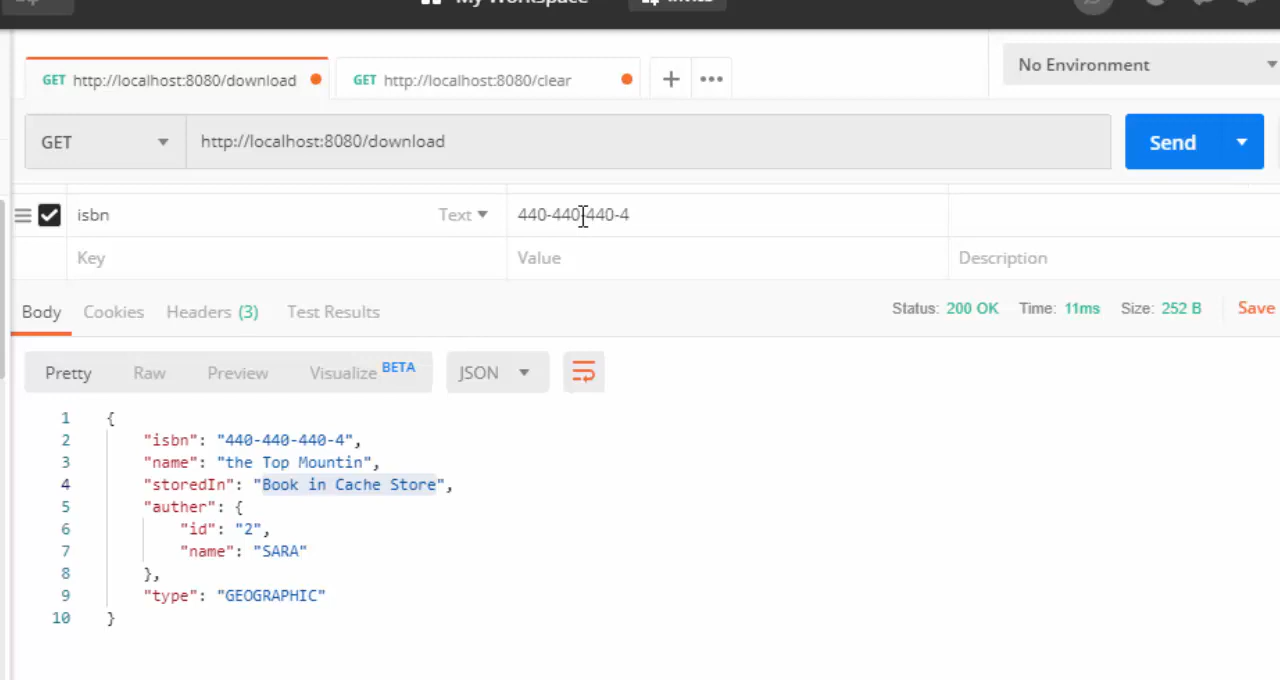 My Workspace Invite
GET http://localhost:8080/download GET http://localhost:8080/clear No Environment
GET http://localhost:8080/download Send
isbn Text 440-440-440-4
Key Value Description
Body Cookies Headers (3) Test Results Status: 200 OK Time: 11ms Size: 252 B Save
Pretty Raw Preview Visualize BETA JSON
1 {
2 "isbn": "440-440-440-4",
3 "name": "the Top Mountin",
4 "storedIn": "Book in Cache Store",
5 "auther": {
6 "id": "2",
7 "name": "SARA"
8 },
9 "type": "GEOGRAPHIC"
10 }